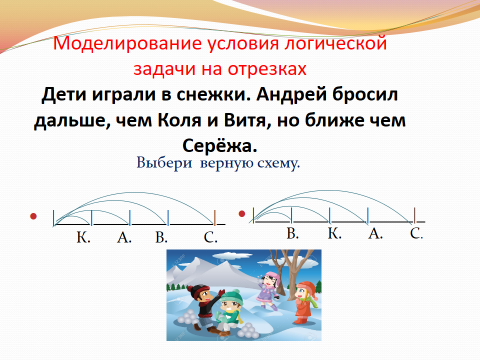 Моделирование условия логической
задачи на отрезках
Дети играли в снежки. Андрей бросил
дальше, чем Коля и Витя, но ближе чем
Серёжа.
Выбери верную схему.
К. А. В. С.
В. К. А. С.